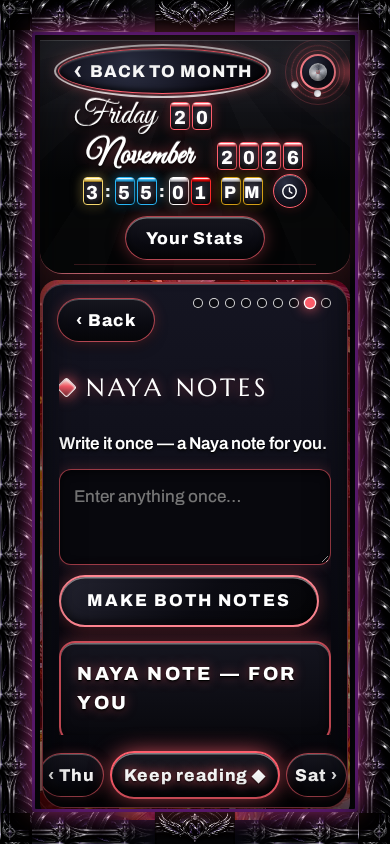 ‹ BACK TO MONTH
Friday 20
November 2026
3:55:01 PM
Your Stats
‹ Back
NAYA NOTES
Write it once — a Naya note for you.
Enter anything once...
MAKE BOTH NOTES
NAYA NOTE — FOR
YOU
‹ Thu Keep reading ◆ Sat ›